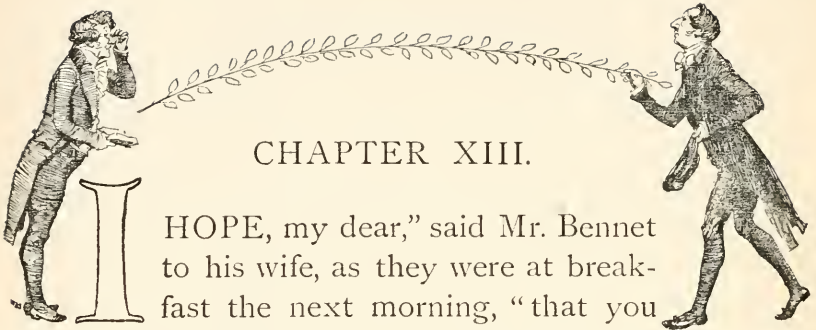 CHAPTER XIII.
I HOPE, my dear,” said Mr. Bennet
to his wife, as they were at break-
fast the next morning, “that you